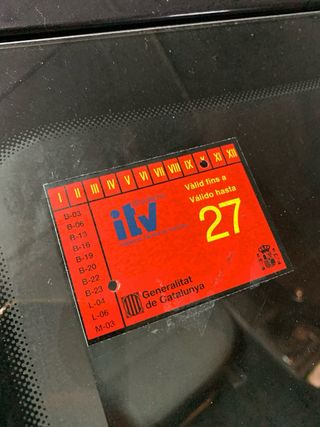 I II III IV V VI VII VIII IX X XI XII
Vàlid fins a
Válido hasta
27
itv
B-03
B-06
B-13
B-16
B-19
B-20
B-22
B-23
L-04
L-06
M-03
Generalitat
de Catalunya